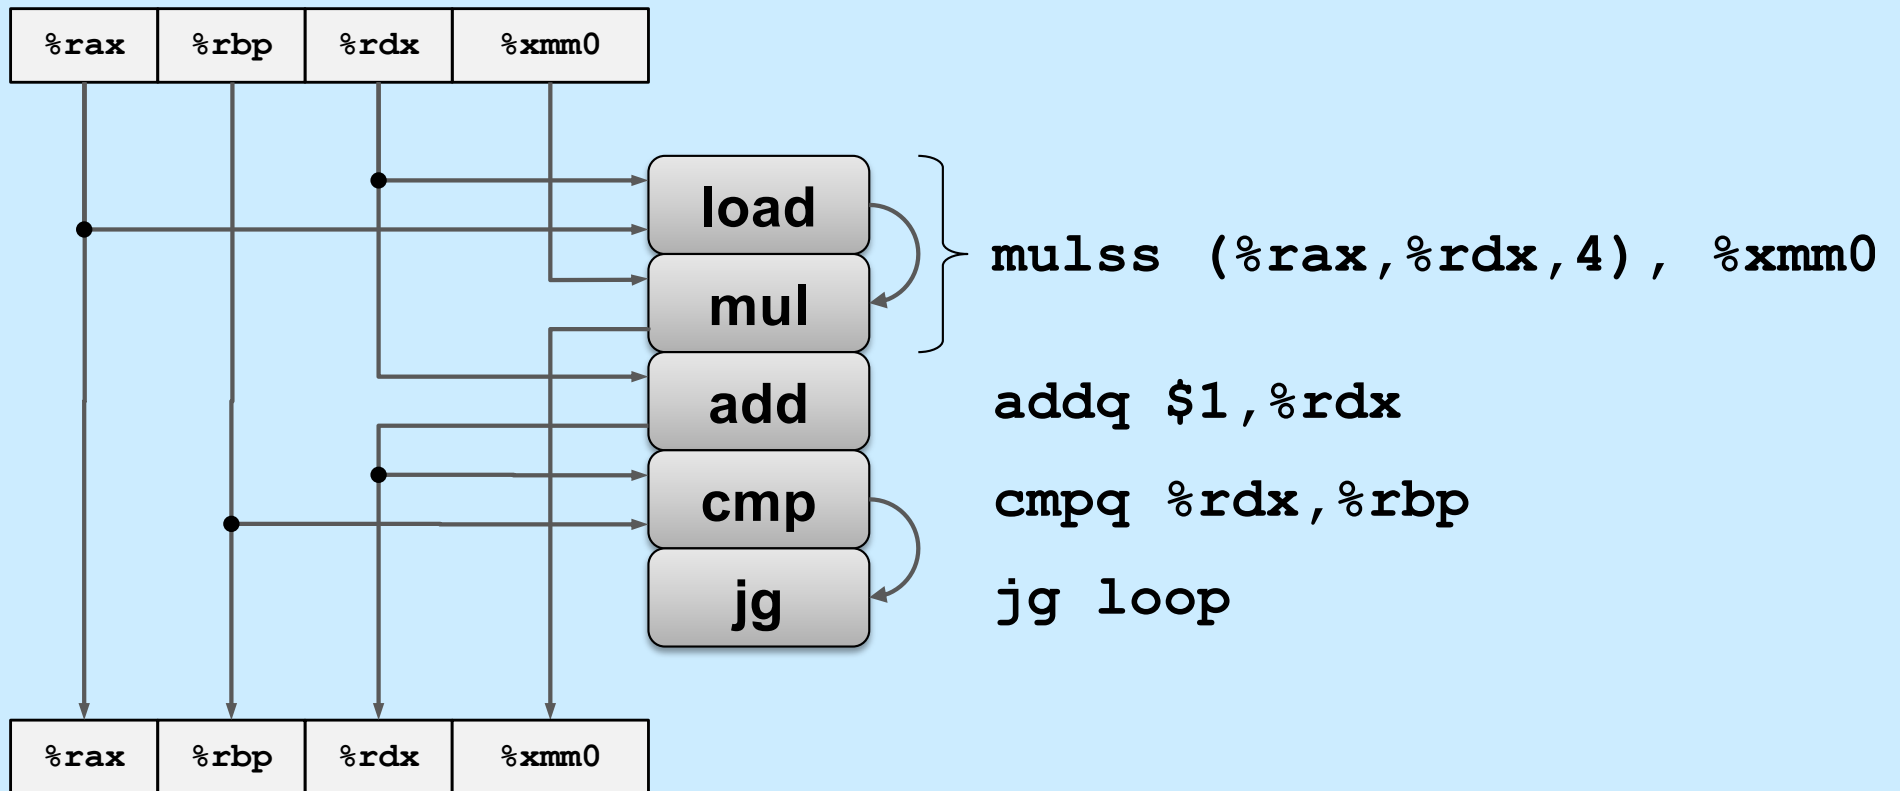 %rax %rbp %rdx %xmm0
load
mulss (%rax,%rdx,4), %xmm0
mul
add addq $1,%rdx
cmp cmpq %rdx,%rbp
jg jg loop
%rax %rbp %rdx %xmm0